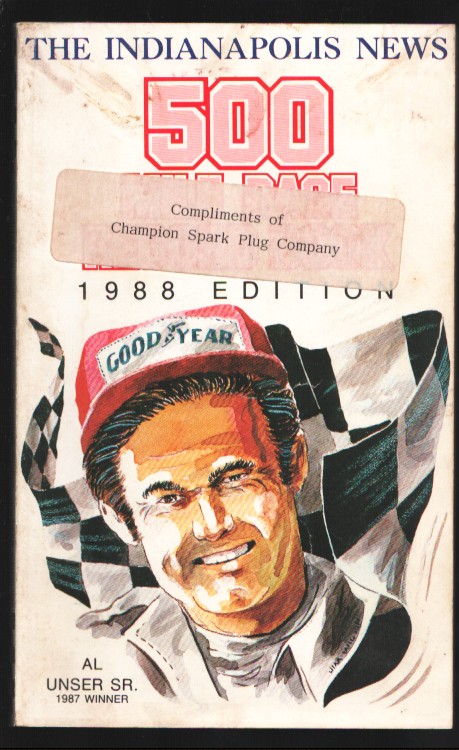 THE INDIANAPOLIS NEWS
500
Compliments of
Champion Spark Plug Company
1988 EDITION
GOOD YEAR
AL
UNSER SR.
1987 WINNER